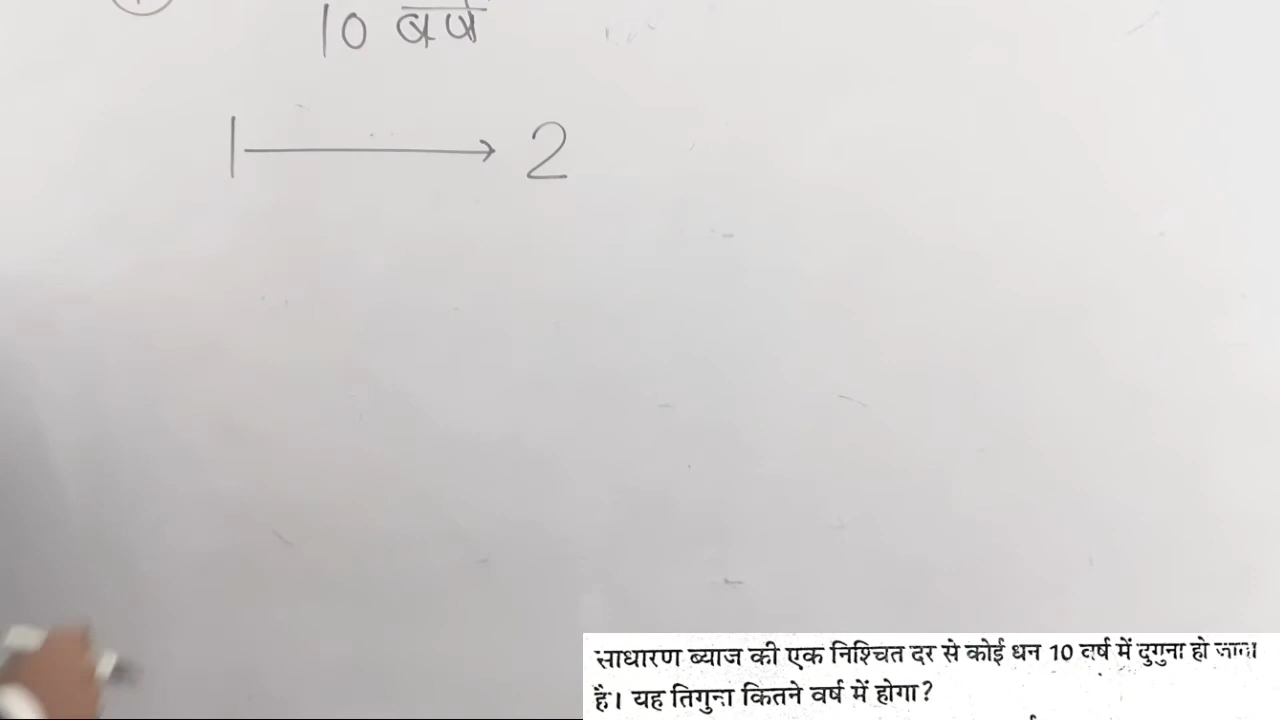 10 वर्ष
1 → 2
साधारण ब्याज की एक निश्चित दर से कोई धन 10 वर्ष में दुगुना हो जाता
है। यह तिगुना कितने वर्ष में होगा?